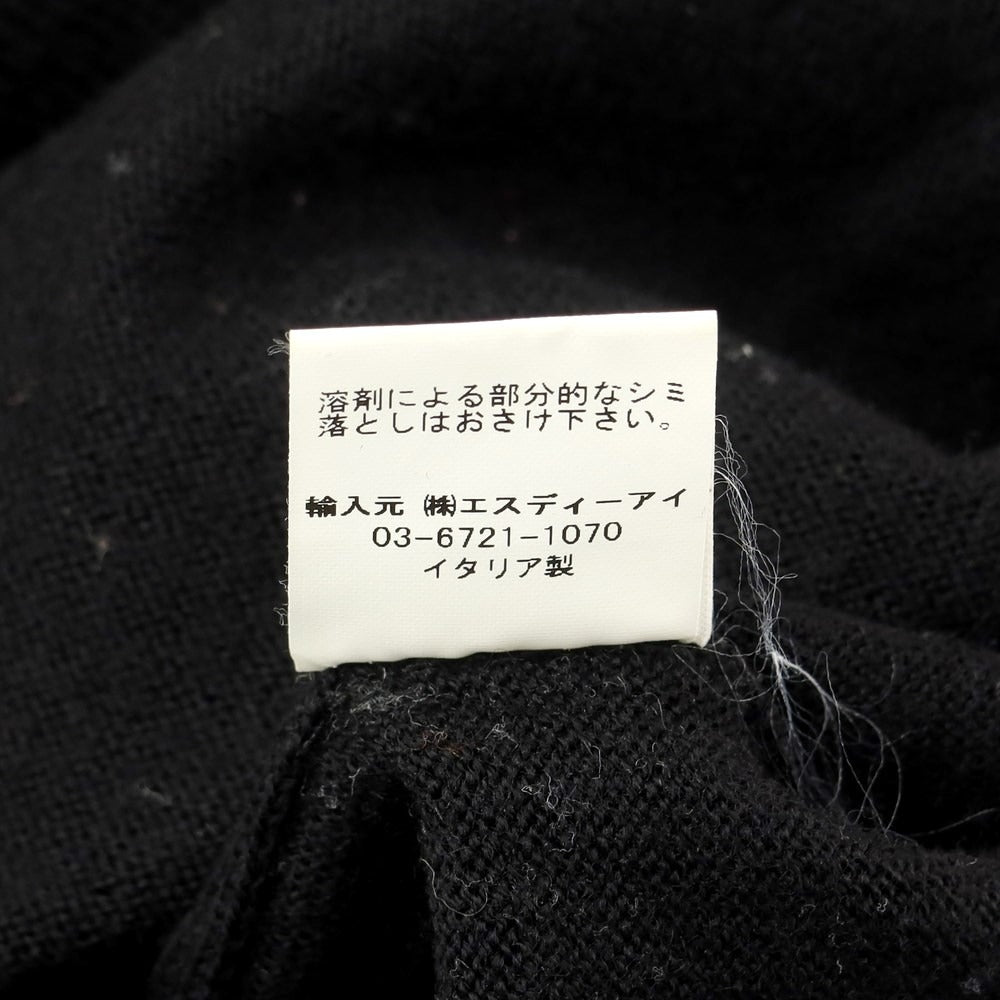 溶剤による部分的なシミ
落としはおさけ下さい。
輸入元 ㈱エスディーアイ
03-6721-1070
イタリア製